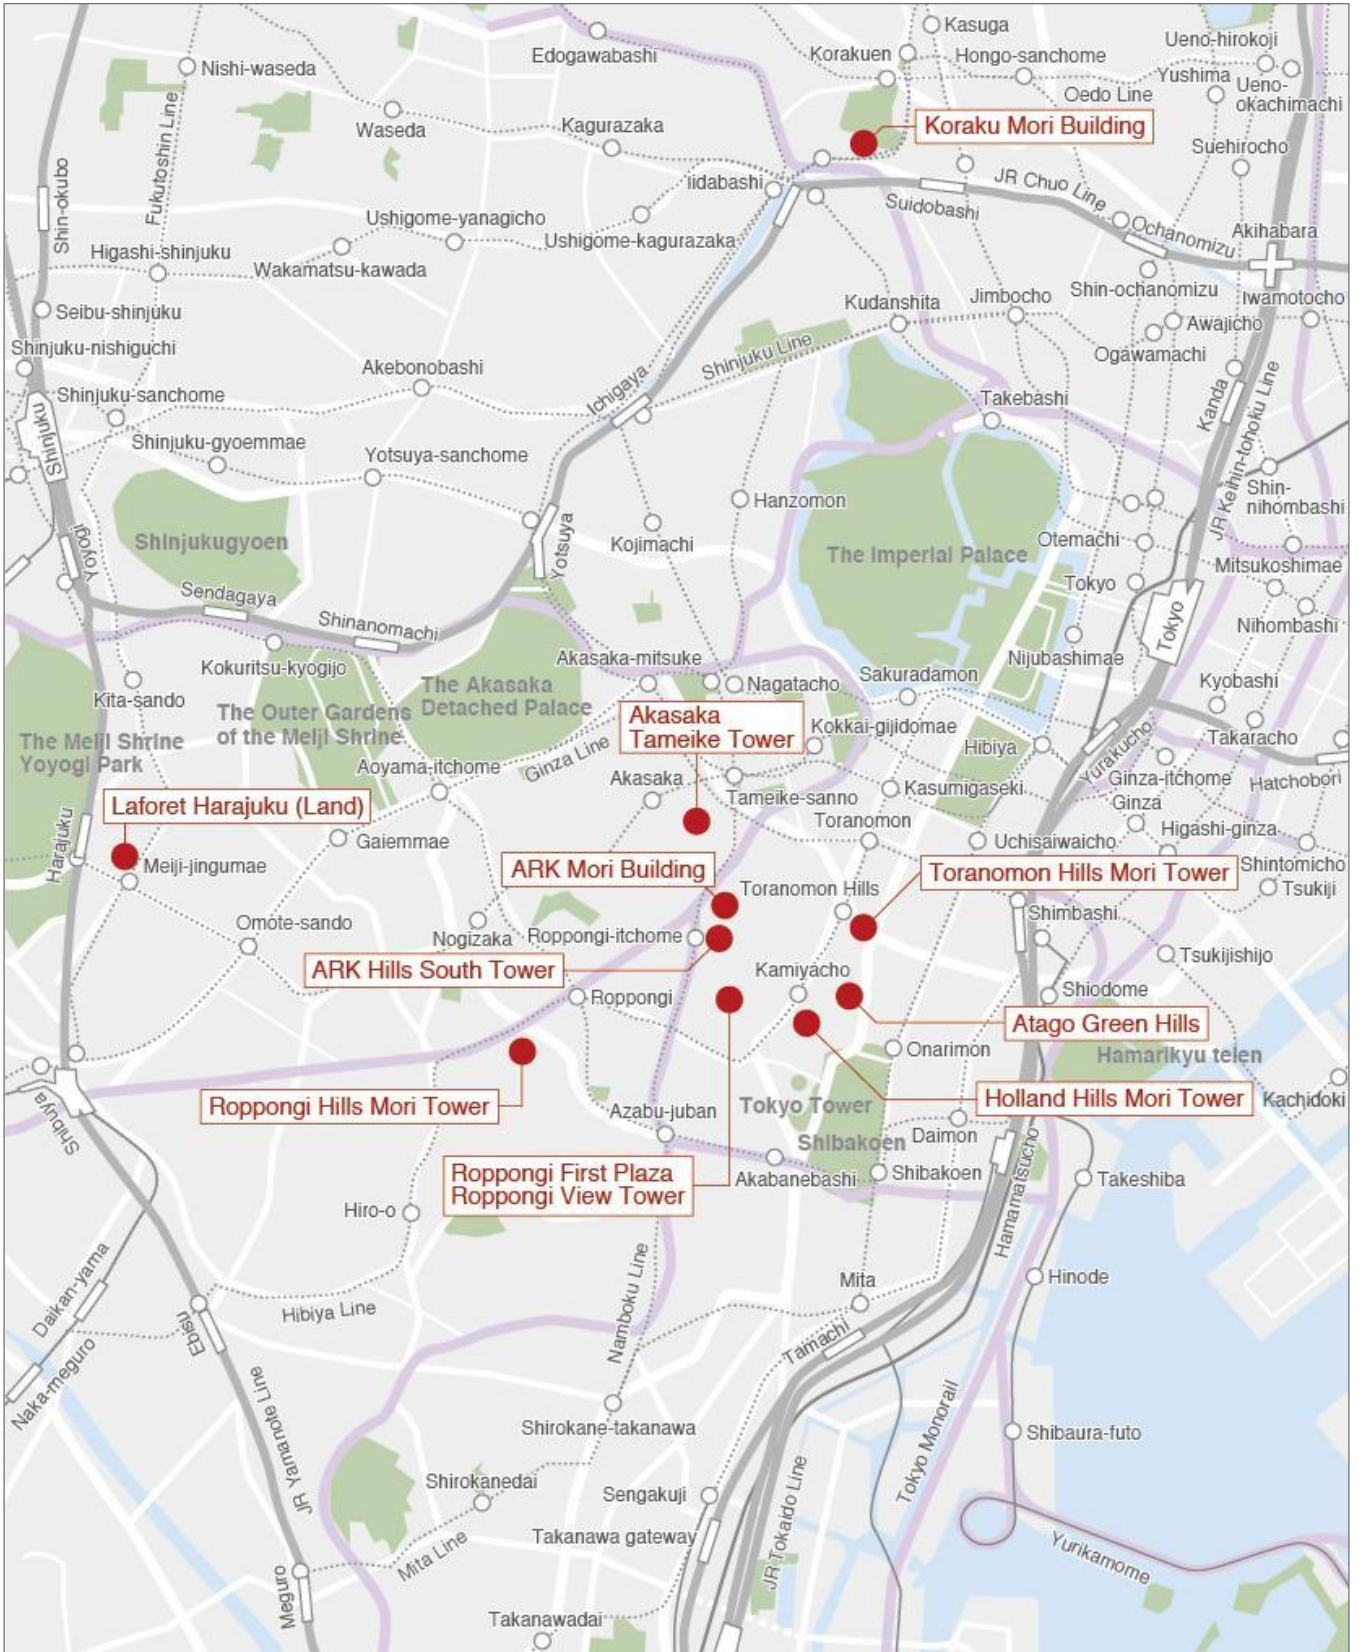 Kasuga
Edogawabashi
Korakuen
Hongo-sanchome
Ueno-hirokoji
Nishi-waseda
Yushima
Ueno-
okachimachi
Oedo Line
Waseda
Kagurazaka
Koraku Mori Building
Suehirocho
Fukutoshin Line
Shin-okubo
Iidabashi
JR Chuo Line
Suidobashi
Ushigome-yanagicho
Ushigome-kagurazaka
Ochanomizu
Akihabara
Higashi-shinjuku
Wakamatsu-kawada
Shin-ochanomizu
Iwamotocho
Kudanshita
Jimbocho
Seibu-shinjuku
Awajicho
Ogawamachi
Shinjuku-nishiguchi
Shinjuku Line
Akebonobashi
Ichigaya
Kanda
JR Keihin-tohoku Line
Shinjuku-sanchome
Takebashi
Shinjuku
Shinjuku-gyoemmae
Yotsuya-sanchome
Hanzomon
Shin-
nihombashi
Yoyogi
Shinjukugyoen
Yotsuya
Kojimachi
The Imperial Palace
Otemachi
Mitsukoshimae
Tokyo
Tokyo
Sendagaya
Shinanomachi
Nihombashi
Kokuritsu-kyogijo
Akasaka-mitsuke
Nijubashimae
Sakuradamon
Nagatacho
Kyobashi
Kita-sando
The Akasaka
Detached Palace
The Outer Gardens
of the Meiji Shrine
Akasaka
Tameike Tower
Kokkai-gijidomae
Hibiya
Yurakucho
Takaracho
The Meiji Shrine
Yoyogi Park
Ginza Line
Aoyama-itchome
Akasaka
Tameike-sanno
Kasumigaseki
Ginza-itchome
Hatchobori
Laforet Harajuku (Land)
Ginza
Toranomon
Gaiemmae
Uchisaiwaicho
Higashi-ginza
Harajuku
Meiji-jingumae
ARK Mori Building
Toranomon Hills Mori Tower
Shintomicho
Tsukiji
Toranomon Hills
Omote-sando
Nogizaka
Roppongi-itchome
Shimbashi
Tsukijishijo
ARK Hills South Tower
Kamiyacho
Roppongi
Shiodome
Atago Green Hills
Onarimon
Hamarikyu teien
Roppongi Hills Mori Tower
Holland Hills Mori Tower
Kachidoki
Shibuya
Azabu-juban
Tokyo Tower
Shibakoen
Daimon
Hamamatsucho
Roppongi First Plaza
Roppongi View Tower
Akabanebashi
Shibakoen
Takeshiba
Hiro-o
Daikan-yama
Namboku Line
Mita
Hinode
Ebisu
Hibiya Line
Tamachi
Naka-meguro
JR Yamanote Line
Tokyo Monorail
Shirokane-takanawa
Shibaura-futo
Shirokanedai
Sengakuji
JR Tokaido Line
Takanawa gateway
Mita Line
Yurikamome
Meguro
Takanawadai